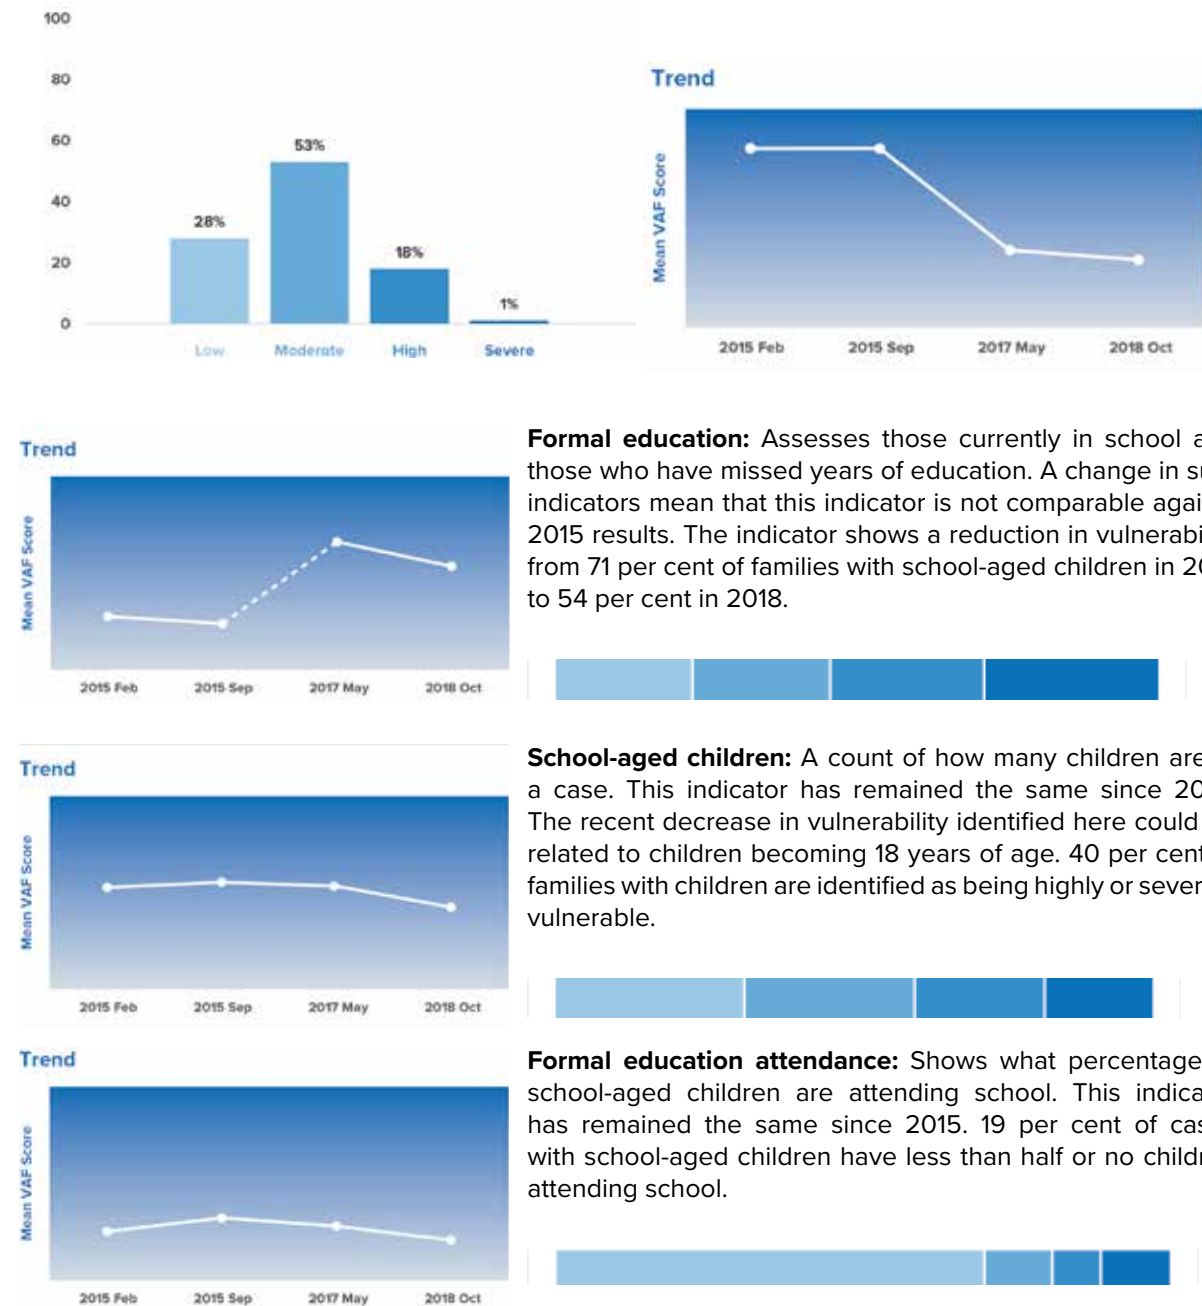 100
80
60
40
20
0
28%
53%
18%
1%
Low Moderate High Severe
Trend
Mean VAF Score
2015 Feb 2015 Sep 2017 May 2018 Oct
Trend
Mean VAF Score
2015 Feb 2015 Sep 2017 May 2018 Oct
Formal education: Assesses those currently in school
those who have missed years of education. A change in
indicators mean that this indicator is not comparable
2015 results. The indicator shows a reduction in
from 71 per cent of families with school-aged children in
to 54 per cent in 2018.
Trend
Mean VAF Score
2015 Feb 2015 Sep 2017 May 2018 Oct
School-aged children: A count of how many children are
a case. This indicator has remained the same since
The recent decrease in vulnerability identified here could
related to children becoming 18 years of age. 40 per cent
families with children are identified as being highly or
vulnerable.
Trend
Mean VAF Score
2015 Feb 2015 Sep 2017 May 2018 Oct
Formal education attendance: Shows what percentage
school-aged children are attending school. This
has remained the same since 2015. 19 per cent of
with school-aged children have less than half or no
attending school.